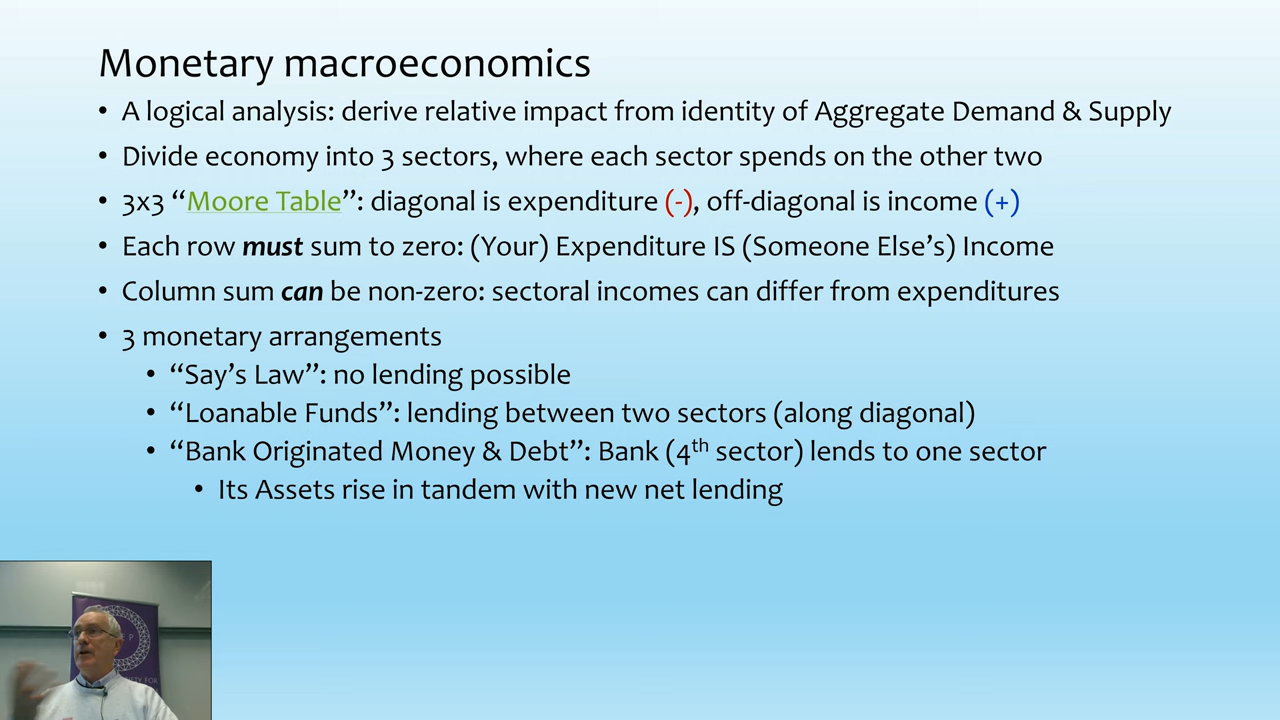 Monetary macroeconomics
• A logical analysis: derive relative impact from identity of Aggregate Demand & Supply
• Divide economy into 3 sectors, where each sector spends on the other two
• 3x3 “Moore Table”: diagonal is expenditure (-), off-diagonal is income (+)
• Each row must sum to zero: (Your) Expenditure IS (Someone Else’s) Income
• Column sum can be non-zero: sectoral incomes can differ from expenditures
• 3 monetary arrangements
• “Say’s Law”: no lending possible
• “Loanable Funds”: lending between two sectors (along diagonal)
• “Bank Originated Money & Debt”: Bank (4th sector) lends to one sector
• Its Assets rise in tandem with new net lending